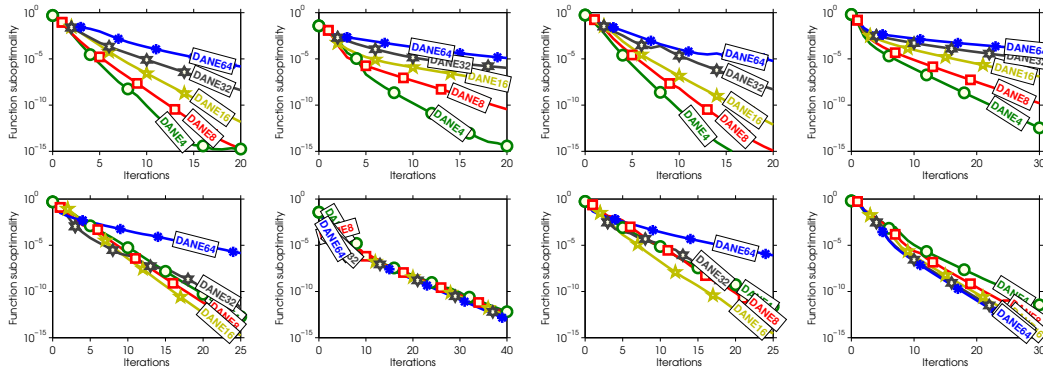 Function suboptimality
10^0
10^-5
10^-10
10^-15
0 5 10 15 20
Iterations
DANE64
DANE32
DANE16
DANE8
DANE4
Function suboptimality
10^0
10^-5
10^-10
10^-15
0 5 10 15 20
Iterations
DANE64
DANE32
DANE16
DANE8
DANE4
Function suboptimality
10^0
10^-5
10^-10
10^-15
0 5 10 15 20
Iterations
DANE64
DANE32
DANE16
DANE8
DANE4
Function suboptimality
10^0
10^-5
10^-10
10^-15
0 10 20 30
Iterations
DANE64
DANE16
DANE8
DANE4
Function suboptimality
10^0
10^-5
10^-10
10^-15
0 5 10 15 20 25
Iterations
DANE64
DANE32
DANE16
Function suboptimality
10^0
10^-5
10^-10
10^-15
0 10 20 30 40
Iterations
DANE64
Function suboptimality
10^0
10^-5
10^-10
10^-15
0 5 10 15 20 25
Iterations
DANE64
DANE32
DANE8
DANE16
Function suboptimality
10^0
10^-5
10^-10
10^-15
0 10 20 30
Iterations
DANE64